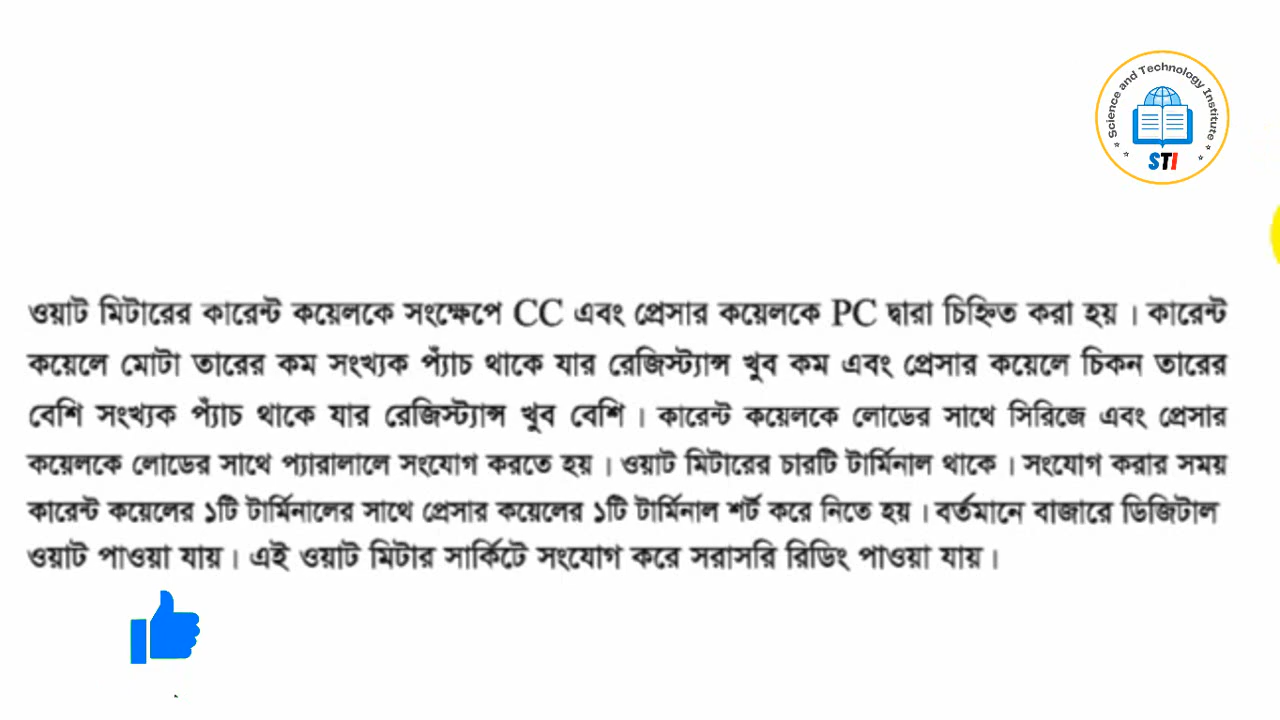 Science and Technology Institute
STI
ওয়াট মিটারের কারেন্ট কয়েলকে সংক্ষেপে CC এবং প্রেসার কয়েলকে PC দ্বারা চিহ্নিত করা হয়। কারেন্ট
কয়েলে মোটা তারের কম সংখ্যক প্যাঁচ থাকে যার রেজিস্ট্যান্স খুব কম এবং প্রেসার কয়েলে চিকন তারের
বেশি সংখ্যক প্যাঁচ থাকে যার রেজিস্ট্যান্স খুব বেশি। কারেন্ট কয়েলকে লোডের সাথে সিরিজে এবং প্রেসার
কয়েলকে লোডের সাথে প্যারালালে সংযোগ করতে হয়। ওয়াট মিটারের চারটি টার্মিনাল থাকে। সংযোগ করার সময়
কারেন্ট কয়েলের ১টি টার্মিনালের সাথে প্রেসার কয়েলের ১টি টার্মিনাল শর্ট করে নিতে হয়। বর্তমানে বাজারে ডিজিটাল
ওয়াট পাওয়া যায়। এই ওয়াট মিটার সার্কিটে সংযোগ করে সরাসরি রিডিং পাওয়া যায়।